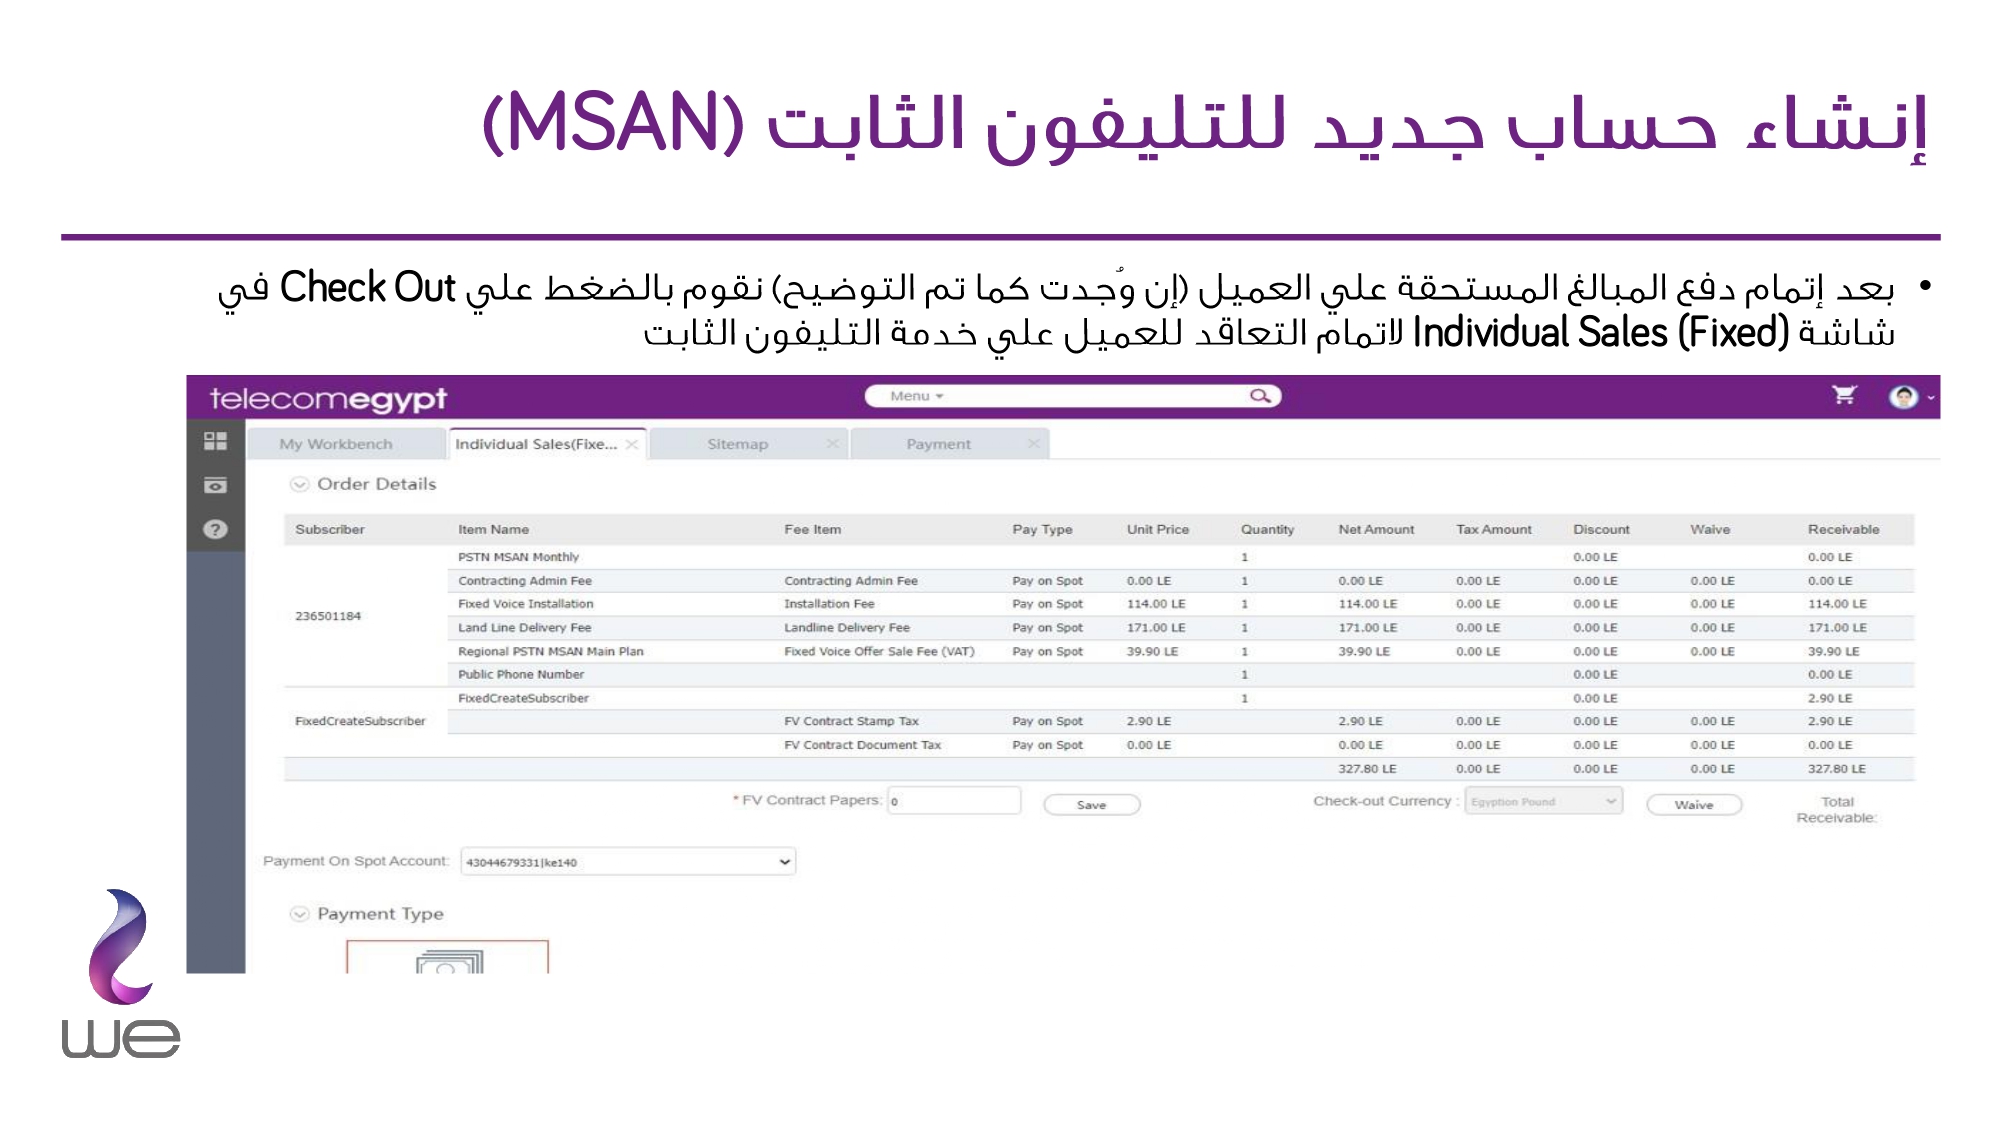 إنشاء حساب جديد للتليفون الثابت (MSAN)
• بعد إتمام دفع المبالغ المستحقة علي العميل (إن وُجدت كما تم التوضيح) نقوم بالضغط علي Check Out في
شاشة Individual Sales (Fixed) لاتمام التعاقد للعميل علي خدمة التليفون الثابت
telecomegypt Menu
My Workbench Individual Sales(Fixe... Sitemap Payment
Order Details
Subscriber Item Name Fee Item Pay Type Unit Price Quantity Net Amount Tax Amount Discount Waive Receivable
PSTN MSAN Monthly 1 0.00 LE 0.00 LE
Contracting Admin Fee Contracting Admin Fee Pay on Spot 0.00 LE 1 0.00 LE 0.00 LE 0.00 LE 0.00 LE 0.00 LE
Fixed Voice Installation Installation Fee Pay on Spot 114.00 LE 1 114.00 LE 0.00 LE 0.00 LE 0.00 LE 114.00 LE
236501184
Land Line Delivery Fee Landline Delivery Fee Pay on Spot 171.00 LE 1 171.00 LE 0.00 LE 0.00 LE 0.00 LE 171.00 LE
Regional PSTN MSAN Main Plan Fixed Voice Offer Sale Fee (VAT) Pay on Spot 39.90 LE 1 39.90 LE 0.00 LE 0.00 LE 0.00 LE 39.90 LE
Public Phone Number 1 0.00 LE 0.00 LE
FixedCreateSubscriber 1 0.00 LE 2.90 LE
FixedCreateSubscriber FV Contract Stamp Tax Pay on Spot 2.90 LE 2.90 LE 0.00 LE 0.00 LE 0.00 LE 2.90 LE
FV Contract Document Tax Pay on Spot 0.00 LE 0.00 LE 0.00 LE 0.00 LE 0.00 LE 0.00 LE
327.80 LE 0.00 LE 0.00 LE 0.00 LE 327.80 LE
* FV Contract Papers: 0 Save Check-out Currency : Egyption Pound Waive Total
Receivable:
Payment On Spot Account: 43044679331|ke140
Payment Type
we